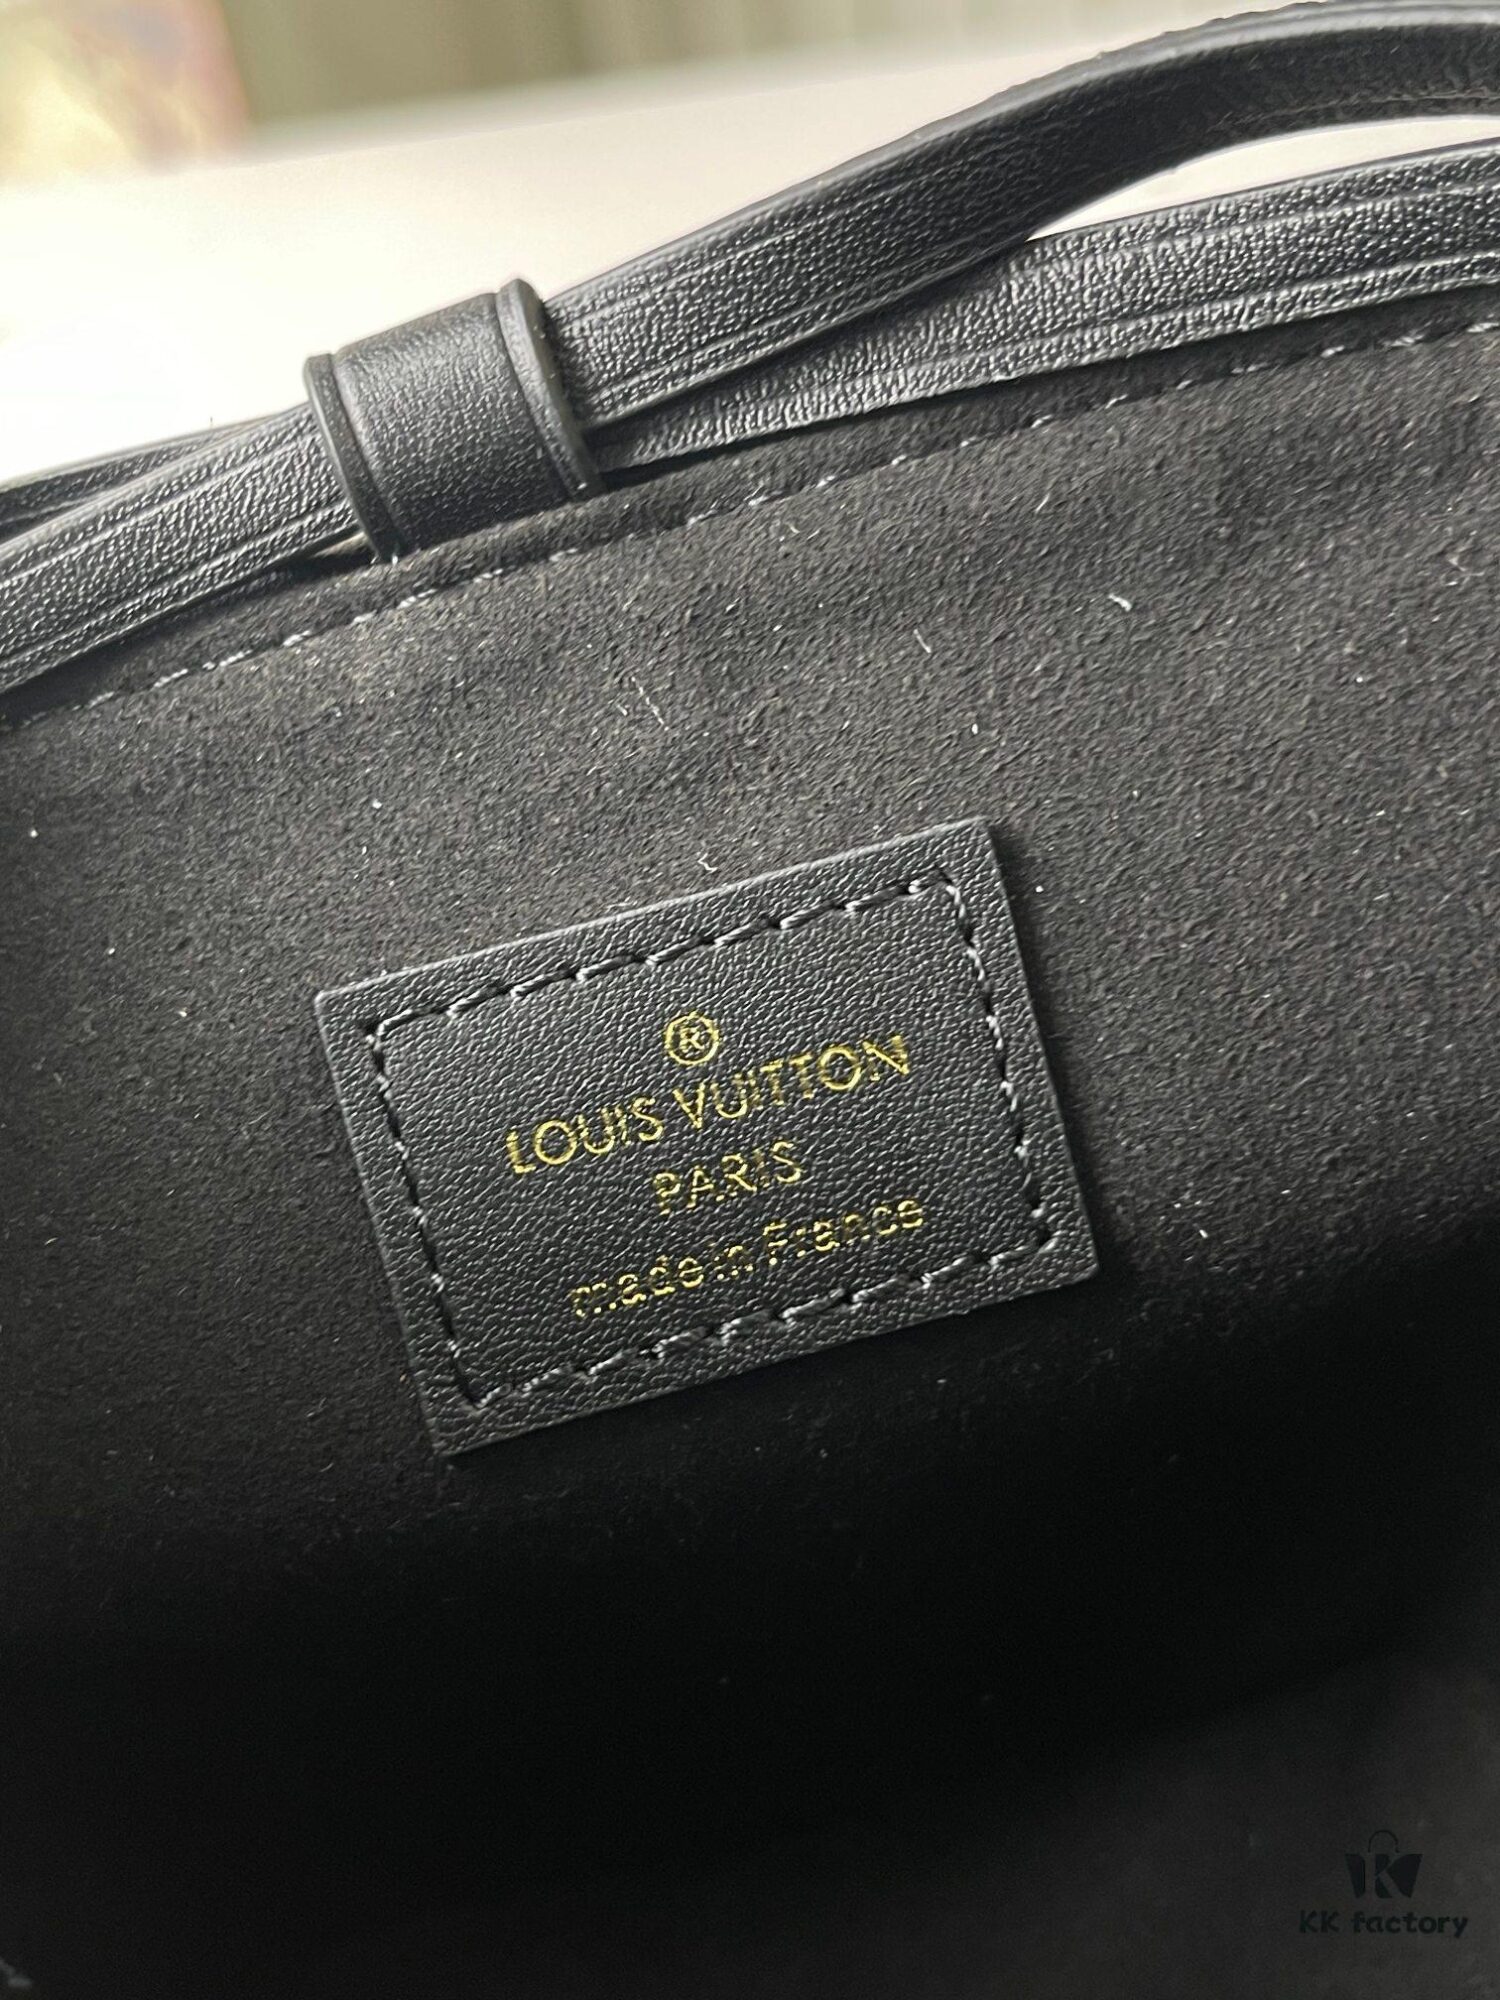 ®
LOUIS VUITTON
PARIS
made in France
KK factory